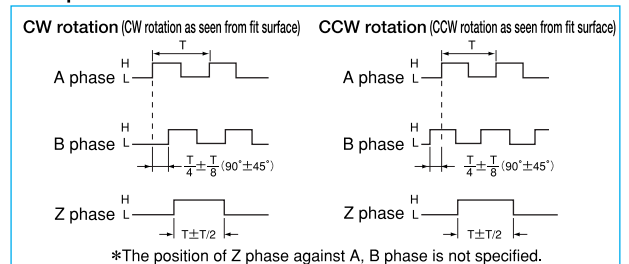 CW rotation (CW rotation as seen from fit surface)
T
A phase H L
B phase H L
T/4±T/8(90°±45°)
Z phase H L
T±T/2
CCW rotation (CCW rotation as seen from fit surface)
T
A phase H L
B phase H L
T/4±T/8(90°±45°)
Z phase H L
T±T/2
*The position of Z phase against A, B phase is not specified.